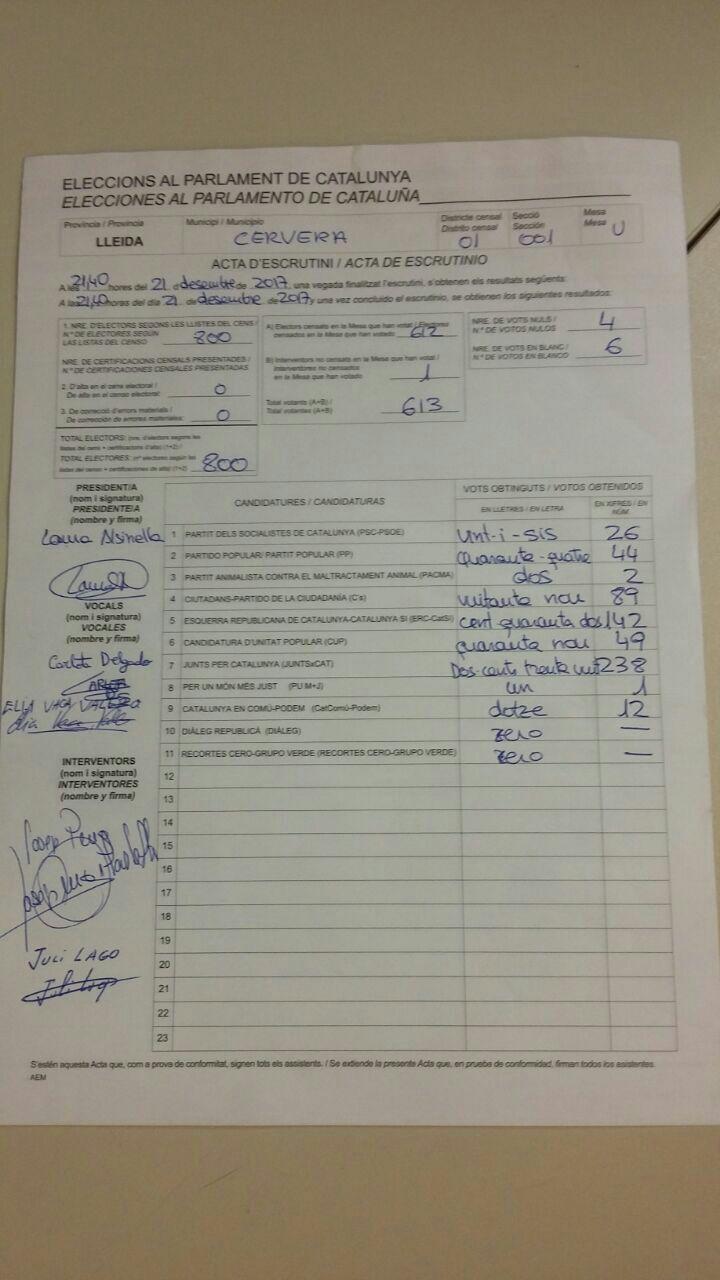 ELECCIONS AL PARLAMENT DE CATALUNYA
ELECCIONES AL PARLAMENTO DE CATALUÑA
Província / Provincia Municipi / Municipio Districte censal Secció Mesa
Distrito censal Sección Mesa
LLEIDA CERVERA 01 001 U
ACTA D'ESCRUTINI / ACTA DE ESCRUTINIO
A les 21,40 hores del 21 d desembre de 2017, una vegada finalitzat l'escrutini, s'obtenen els resultats següents:
A las 21,40 horas del día 21 de desembre de 2017 y una vez concluido el escrutinio, se obtienen los siguientes resultados:
1. NRE. D'ELECTORS SEGONS LES LLISTES DEL CENS /
N.º DE ELECTORES SEGÚN
LAS LISTAS DEL CENSO 800
NRE. DE CERTIFICACIONS CENSALS PRESENTADES /
N.º DE CERTIFICACIONES CENSALES PRESENTADAS
2. D'alta en el cens electoral /
De alta en el censo electoral: 0
3. De correcció d'errors materials /
De corrección de errores materiales: 0
TOTAL ELECTORS: (nre. d'electors segons les
llistes del cens + certificacions d'alta) (1+2) /
TOTAL ELECTORES: (nº electores según las
listas del censo + certificaciones de alta) (1+2) 800
A) Electors censats en la Mesa que han votat / Electores
censados en la Mesa que han votado 612
B) Interventors no censats en la Mesa que han votat /
Interventores no censados
en la Mesa que han votado 1
Total votants (A+B) /
Total votantes (A+B) 613
NRE. DE VOTS NULS /
N.º DE VOTOS NULOS 4
NRE. DE VOTS EN BLANC /
N.º DE VOTOS EN BLANCO 6
CANDIDATURES / CANDIDATURAS VOTS OBTINGUTS / VOTOS OBTENIDOS
EN LLETRES / EN LETRA EN XIFRES / EN NÚM.
1 PARTIT DELS SOCIALISTES DE CATALUNYA (PSC-PSOE) vint-i-sis 26
2 PARTIDO POPULAR/ PARTIT POPULAR (PP) quaranta-quatre 44
3 PARTIT ANIMALISTA CONTRA EL MALTRACTAMENT ANIMAL (PACMA) dos 2
4 CIUTADANS-PARTIDO DE LA CIUDADANÍA (C's) vuitanta nou 89
5 ESQUERRA REPUBLICANA DE CATALUNYA-CATALUNYA SÍ (ERC-CatSí) cent quaranta dos 142
6 CANDIDATURA D'UNITAT POPULAR (CUP) quaranta nou 49
7 JUNTS PER CATALUNYA (JUNTSxCAT) Dos-cents trenta vuit 238
8 PER UN MÓN MÉS JUST (PUM+J) un 1
9 CATALUNYA EN COMÚ-PODEM (CatComú-Podem) dotze 12
10 DIÀLEG REPUBLICÀ (DIÀLEG) zero —
11 RECORTES CERO-GRUPO VERDE (RECORTES CERO-GRUPO VERDE) zero —
12
13
14
15
16
17
18
19
20
21
22
23
PRESIDENT/A
(nom i signatura)
PRESIDENTE/A
(nombre y firma)
Laura Alsinella
VOCALS
(nom i signatura)
VOCALES
(nombre y firma)
Carlota Delgado
ELIA VACA
INTERVENTORS
(nom i signatura)
INTERVENTORES
(nombre y firma)
Josep
JULI LAGO
Juli Lago
S'estén aquesta Acta que, com a prova de conformitat, signen tots els assistents. / Se extiende la presente Acta que, en prueba de conformidad, firman todos los asistentes.
AEM